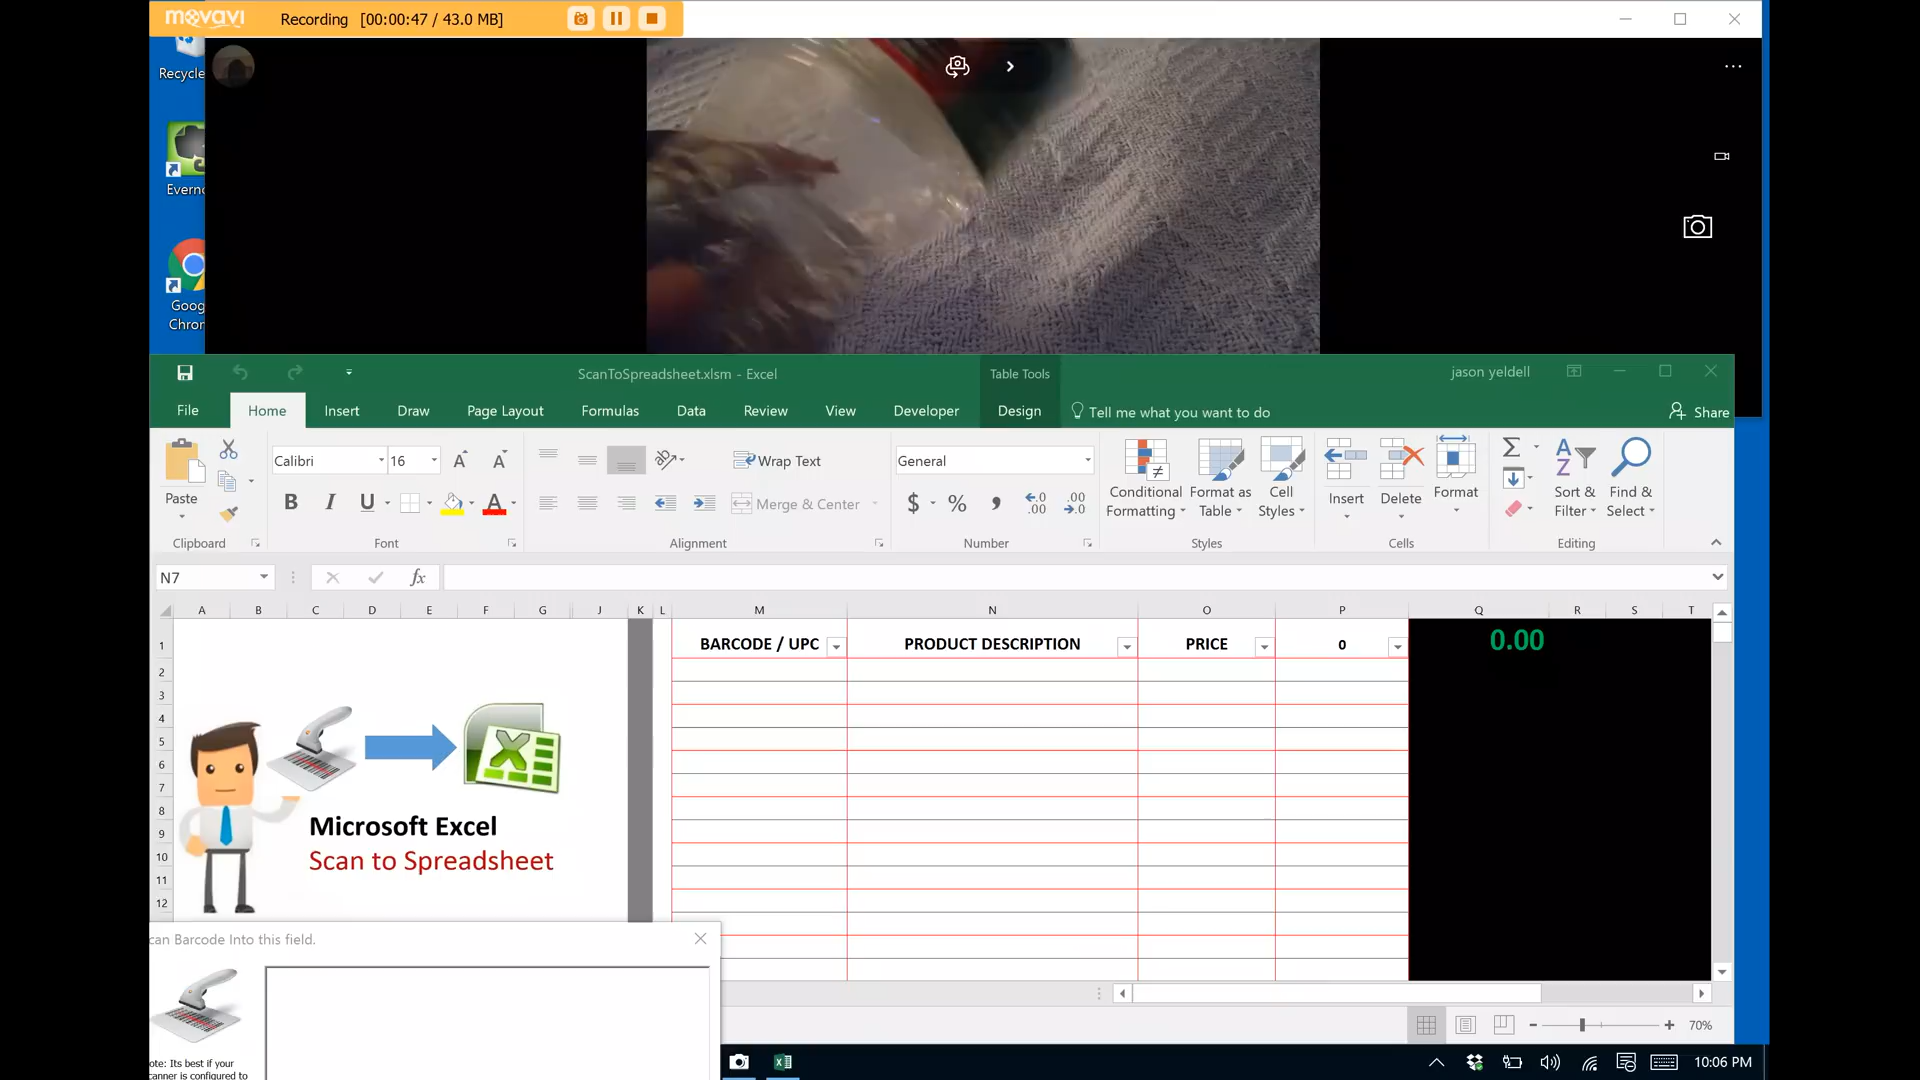 movavi
Recording [00:00:47 / 43.0 MB]
Recycle
Everno
Goog
Chron
ScanToSpreadsheet.xlsm - Excel
Table Tools
jason yeldell
File
Home
Insert
Draw
Page Layout
Formulas
Data
Review
View
Developer
Design
Tell me what you want to do
Share
Paste
Clipboard
Calibri
16
B
I
U
Font
Wrap Text
Merge & Center
Alignment
General
$ % ,
Number
Conditional
Formatting
Format as
Table
Cell
Styles
Styles
Insert
Delete
Format
Cells
Sort &
Filter
Find &
Select
Editing
N7
fx
A B C D E F G J K L M N O P Q R S T
1 BARCODE / UPC PRODUCT DESCRIPTION PRICE 0 0.00
2
3
4
5
6
7
8
9
10
11
12
Microsoft Excel
Scan to Spreadsheet
can Barcode Into this field.
ote: Its best if your
canner is configured to
70%
10:06 PM